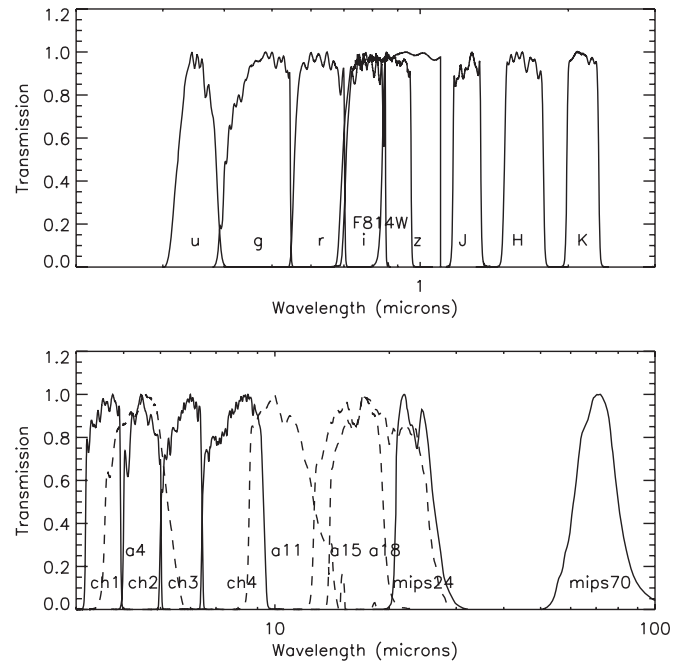 1.2
1.0
0.8
0.6
0.4
0.2
0.0
Transmission
F814W
u g r i z J H K
1
Wavelength (microns)
1.2
1.0
0.8
0.6
0.4
0.2
0.0
Transmission
a4 a11 a15 a18
ch1 ch2 ch3 ch4 mips24 mips70
10 100
Wavelength (microns)